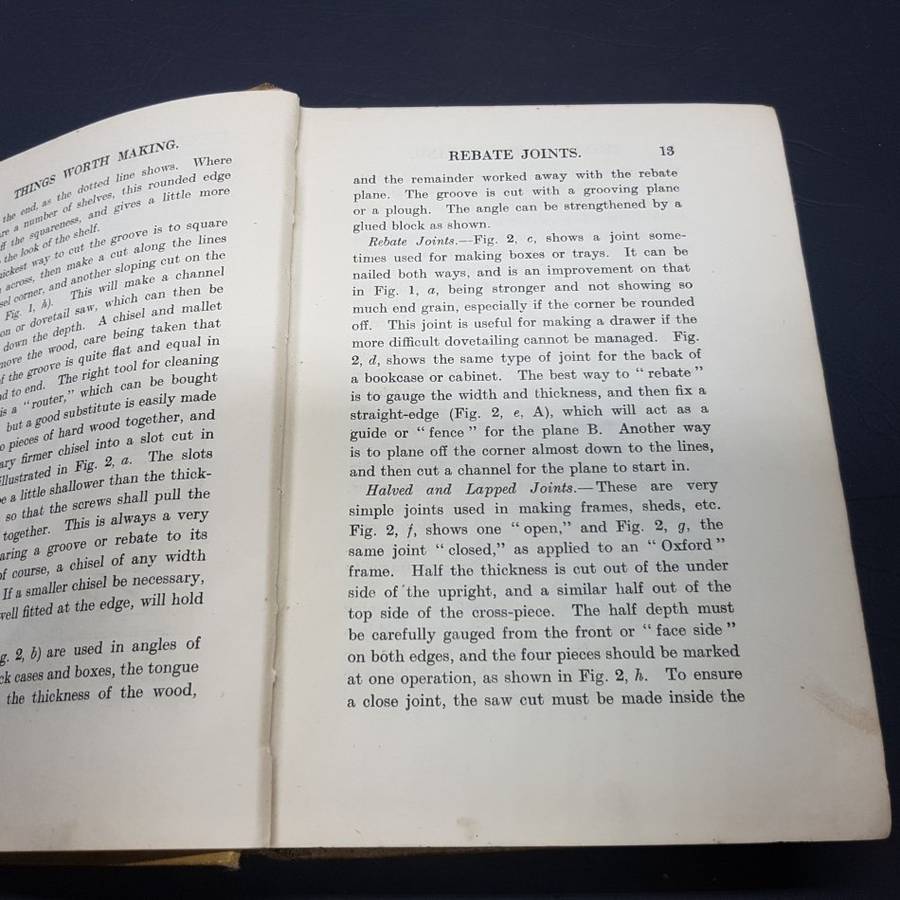 THINGS WORTH MAKING.
the end, as the dotted line shows. Where
a number of shelves, this rounded edge
the squareness, and gives a little more
the look of the shelf.
way to cut the groove is to square
across, then make a cut along the lines
corner, and another sloping cut on the
Fig. 1, h). This will make a channel
or dovetail saw, which can then be
down the depth. A chisel and mallet
the wood, care being taken that
the groove is quite flat and equal in
to end. The right tool for cleaning
is a “router,” which can be bought
but a good substitute is easily made
pieces of hard wood together, and
firmer chisel into a slot cut in
illustrated in Fig. 2, a. The slots
a little shallower than the thick-
so that the screws shall pull the
together. This is always a very
a groove or rebate to its
of course, a chisel of any width
If a smaller chisel be necessary,
well fitted at the edge, will hold
2, b) are used in angles of
cases and boxes, the tongue
the thickness of the wood,
REBATE JOINTS. 13
and the remainder worked away with the rebate
plane. The groove is cut with a grooving plane
or a plough. The angle can be strengthened by a
glued block as shown.
Rebate Joints.—Fig. 2, c, shows a joint some-
times used for making boxes or trays. It can be
nailed both ways, and is an improvement on that
in Fig. 1, a, being stronger and not showing so
much end grain, especially if the corner be rounded
off. This joint is useful for making a drawer if the
more difficult dovetailing cannot be managed. Fig.
2, d, shows the same type of joint for the back of
a bookcase or cabinet. The best way to “rebate”
is to gauge the width and thickness, and then fix a
straight-edge (Fig. 2, e, A), which will act as a
guide or “fence” for the plane B. Another way
is to plane off the corner almost down to the lines,
and then cut a channel for the plane to start in.
Halved and Lapped Joints.—These are very
simple joints used in making frames, sheds, etc.
Fig. 2, f, shows one “open,” and Fig. 2, g, the
same joint “closed,” as applied to an “Oxford”
frame. Half the thickness is cut out of the under
side of the upright, and a similar half out of the
top side of the cross-piece. The half depth must
be carefully gauged from the front or “face side”
on both edges, and the four pieces should be marked
at one operation, as shown in Fig. 2, h. To ensure
a close joint, the saw cut must be made inside the